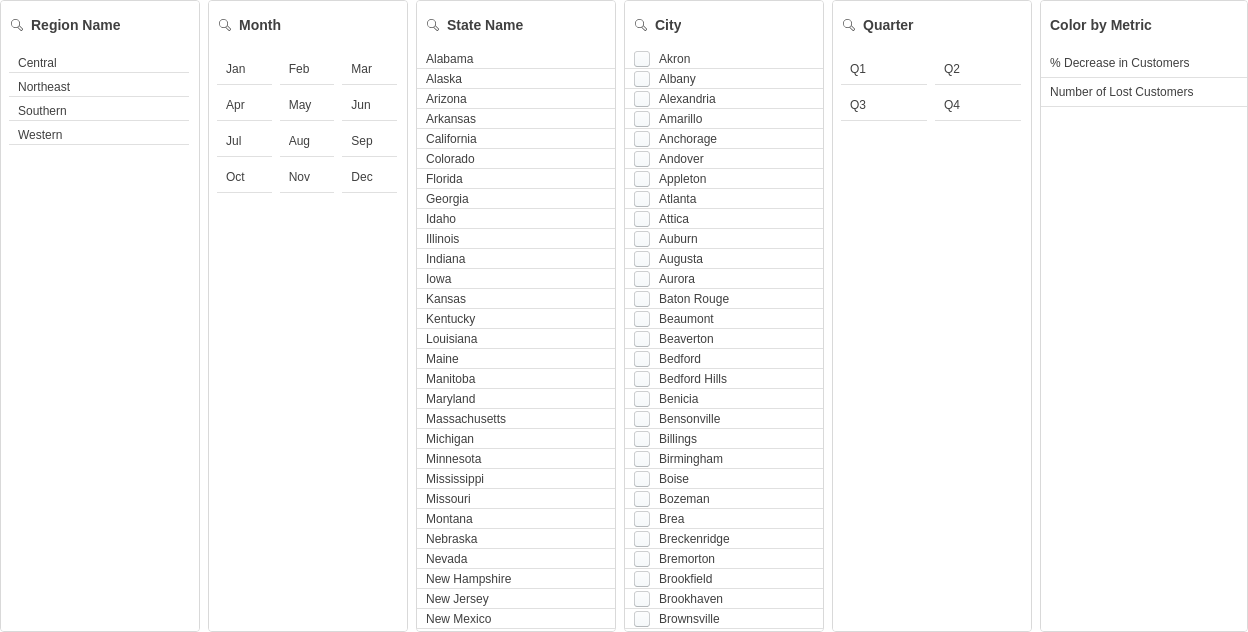 Region Name
Central
Northeast
Southern
Western
Month
Jan Feb Mar
Apr May Jun
Jul Aug Sep
Oct Nov Dec
State Name
Alabama
Alaska
Arizona
Arkansas
California
Colorado
Florida
Georgia
Idaho
Illinois
Indiana
Iowa
Kansas
Kentucky
Louisiana
Maine
Manitoba
Maryland
Massachusetts
Michigan
Minnesota
Mississippi
Missouri
Montana
Nebraska
Nevada
New Hampshire
New Jersey
New Mexico
City
Akron
Albany
Alexandria
Amarillo
Anchorage
Andover
Appleton
Atlanta
Attica
Auburn
Augusta
Aurora
Baton Rouge
Beaumont
Beaverton
Bedford
Bedford Hills
Benicia
Bensonville
Billings
Birmingham
Boise
Bozeman
Brea
Breckenridge
Bremorton
Brookfield
Brookhaven
Brownsville
Quarter
Q1 Q2
Q3 Q4
Color by Metric
% Decrease in Customers
Number of Lost Customers